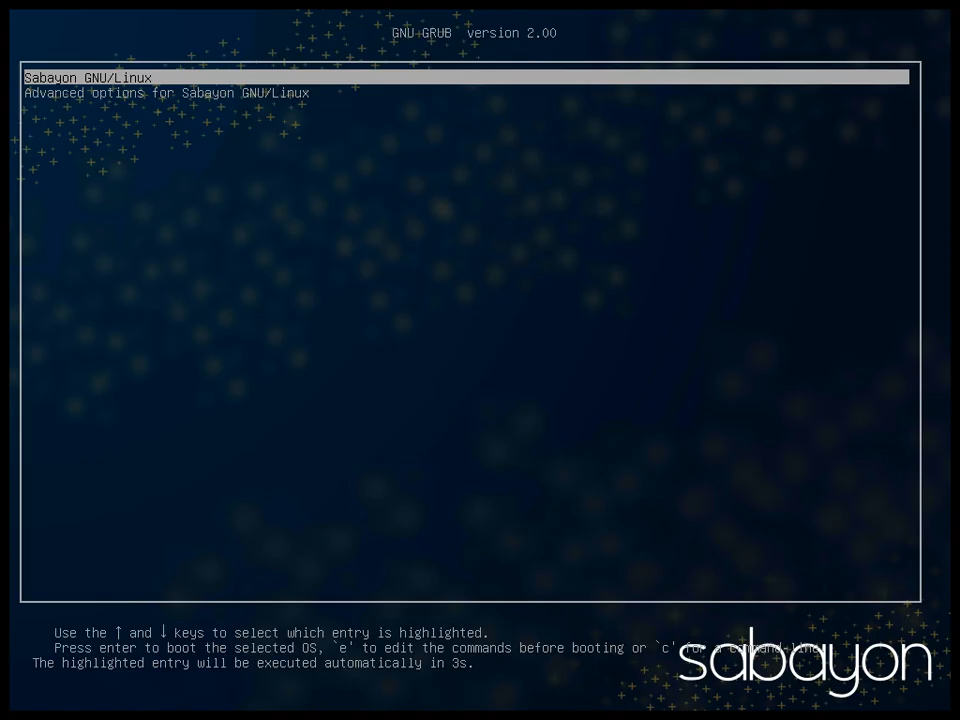 GNU GRUB  version 2.00
Sabayon GNU/Linux
Advanced options for Sabayon GNU/Linux
Use the ↑ and ↓ keys to select which entry is highlighted.
Press enter to boot the selected OS, `e' to edit the commands before booting or `c' for a command-line.
The highlighted entry will be executed automatically in 3s.
sabayon